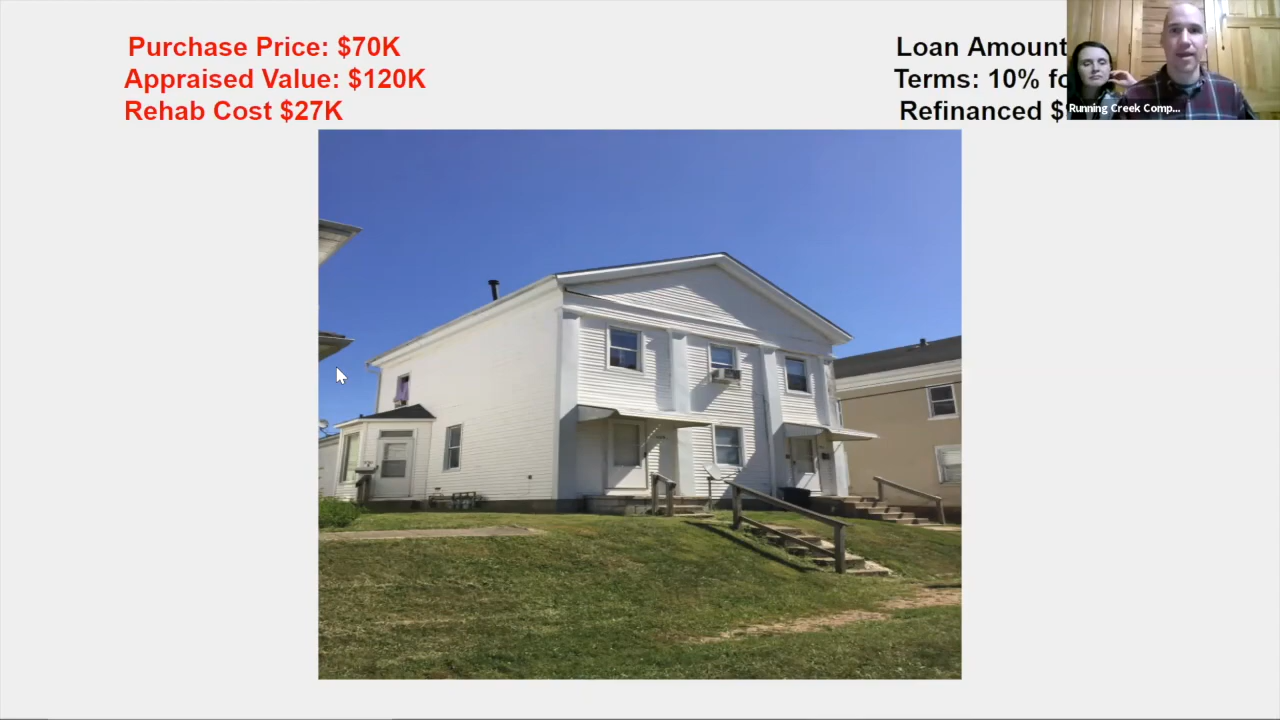 Purchase Price: $70K
Appraised Value: $120K
Rehab Cost $27K
Loan Amount
Terms: 10% fo
Refinanced $
Running Creek Comp...